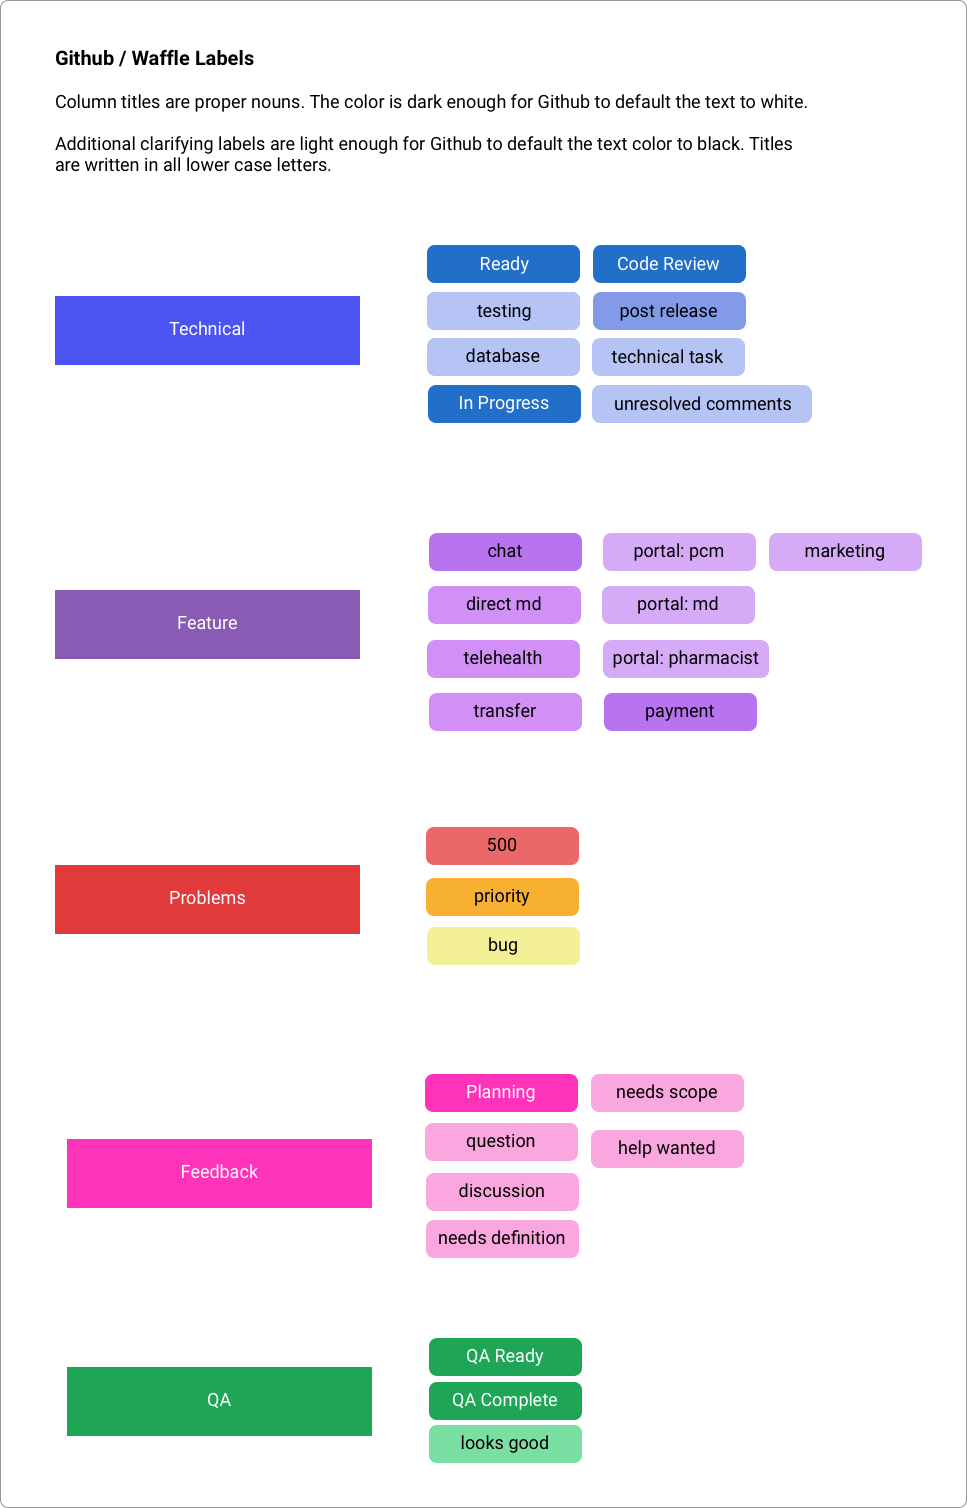 Github / Waffle Labels
Column titles are proper nouns. The color is dark enough for Github to default the text to white.
Additional clarifying labels are light enough for Github to default the text color to black. Titles
are written in all lower case letters.
Technical
Ready
Code Review
testing
post release
database
technical task
In Progress
unresolved comments
Feature
chat
portal: pcm
marketing
direct md
portal: md
telehealth
portal: pharmacist
transfer
payment
Problems
500
priority
bug
Feedback
Planning
needs scope
question
help wanted
discussion
needs definition
QA
QA Ready
QA Complete
looks good